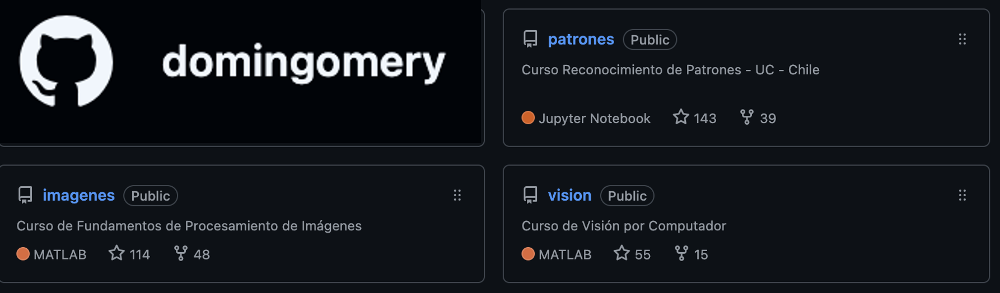 domingomery
patrones Public
Curso Reconocimiento de Patrones - UC - Chile
Jupyter Notebook 143 39
imagenes Public
Curso de Fundamentos de Procesamiento de Imágenes
MATLAB 114 48
vision Public
Curso de Visión por Computador
MATLAB 55 15